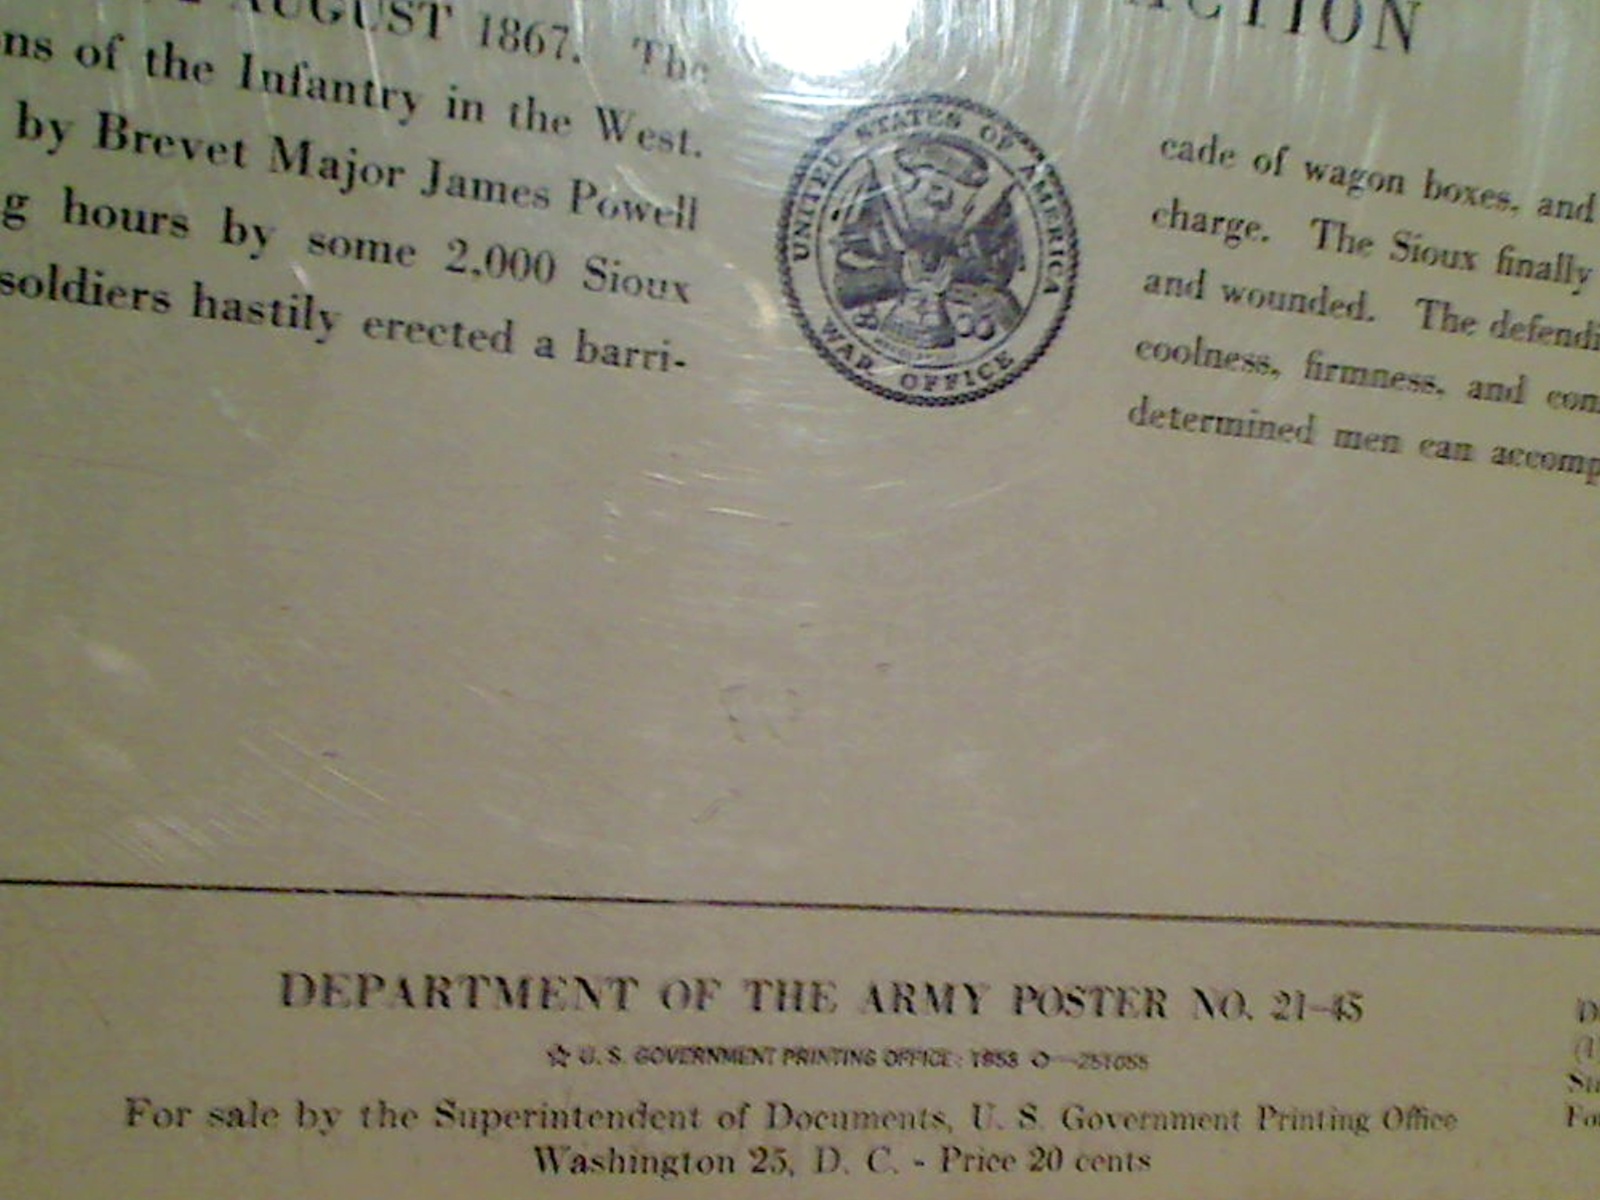 AUGUST 1867. The
ns of the Infantry in the West.
by Brevet Major James Powell
g hours by some 2,000 Sioux
soldiers hastily erected a barri-
CTION
UNITED STATES OF AMERICA
WAR OFFICE
cade of wagon boxes, and
charge. The Sioux finally
and wounded. The defendi
coolness, firmness, and con
determined men can accomp
DEPARTMENT OF THE ARMY POSTER NO. 21-45
☆ U. S. GOVERNMENT PRINTING OFFICE: 1953 O—251055
For sale by the Superintendent of Documents, U. S. Government Printing Office
Washington 25, D. C. - Price 20 cents